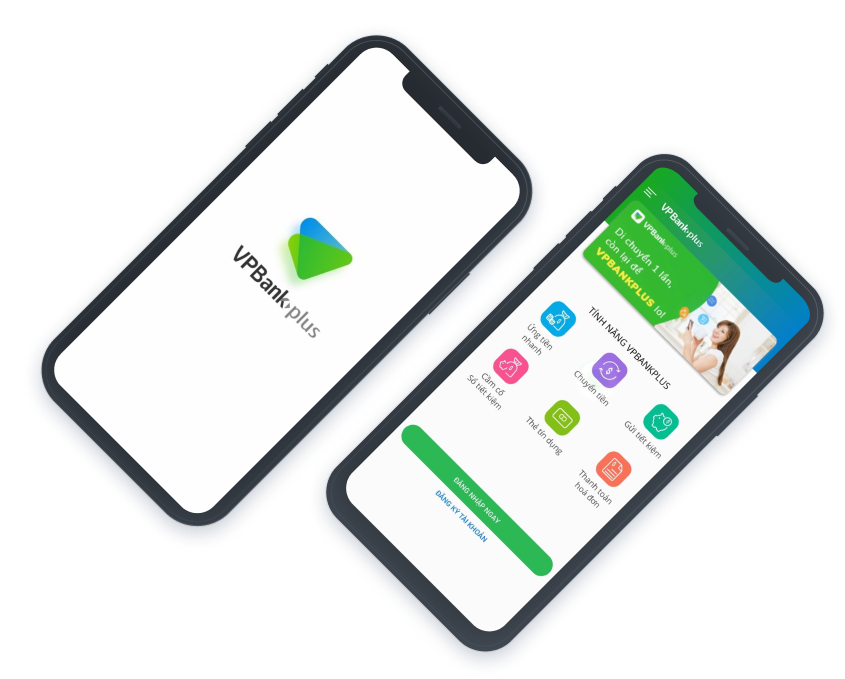 VPBank plus
VPBank plus
VPBank plus
Di chuyển 1 lần,
còn lại để
VPBANKPLUS lo!
TÍNH NĂNG VPBANKPLUS
Ứng tiền
nhanh
Chuyển tiền
Gửi tiết kiệm
Cầm cố
Sổ tiết kiệm
Thẻ tín dụng
Thanh toán
hoá đơn
ĐĂNG NHẬP NGAY
ĐĂNG KÝ TÀI KHOẢN